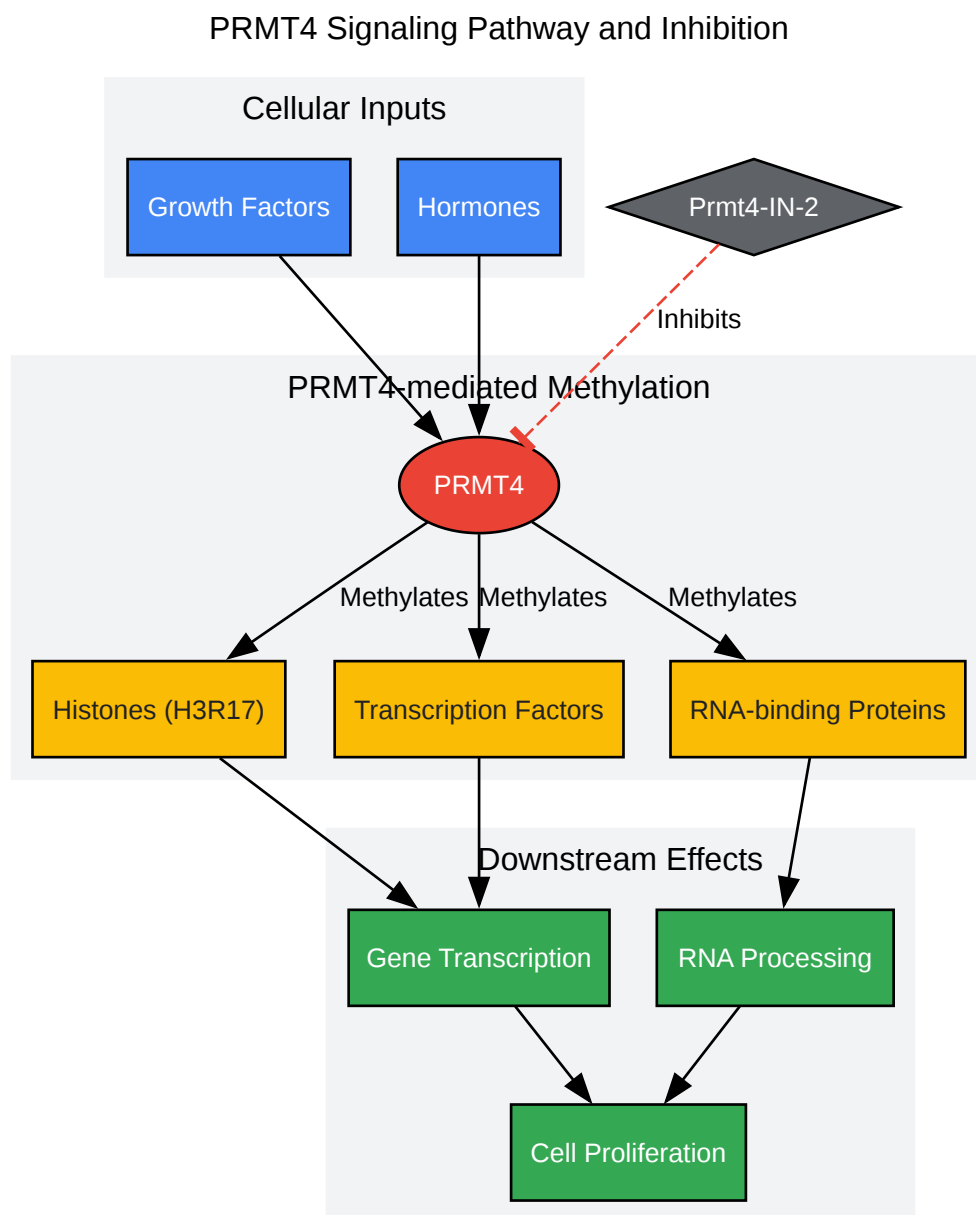 PRMT4 Signaling Pathway and Inhibition
Cellular Inputs
Growth Factors
Hormones
Prmt4-IN-2
Inhibits
PRMT4-mediated Methylation
PRMT4
Methylates
Methylates
Methylates
Histones (H3R17)
Transcription Factors
RNA-binding Proteins
Downstream Effects
Gene Transcription
RNA Processing
Cell Proliferation